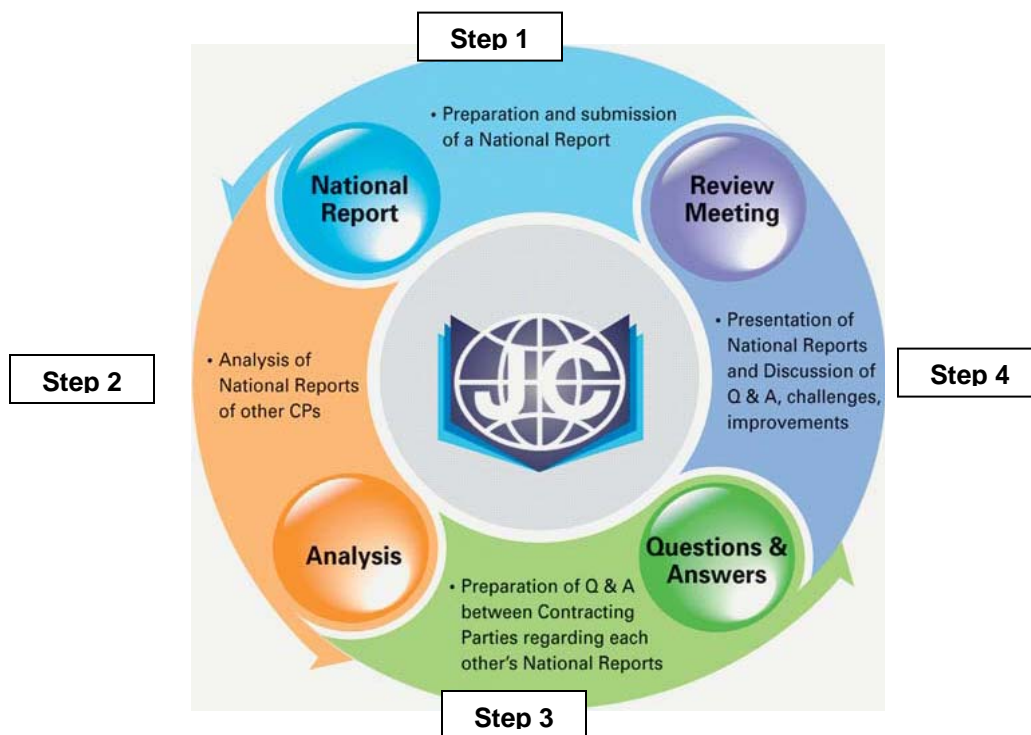 Step 1
• Preparation and submission
of a National Report
National
Report
Review
Meeting
Step 2
• Analysis of
National Reports
of other CPs
JC
• Presentation of
National Reports
and Discussion of
Q & A, challenges,
improvements
Step 4
Analysis
Questions &
Answers
• Preparation of Q & A
between Contracting
Parties regarding each
other's National Reports
Step 3